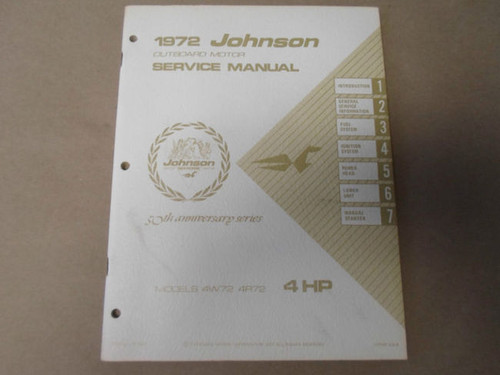 1972 Johnson
OUTBOARD MOTOR
SERVICE MANUAL
INTRODUCTION 1
GENERAL
SERVICE
INFORMATION
2
FUEL
SYSTEM
3
IGNITION
SYSTEM
4
POWER
HEAD
5
LOWER
UNIT
6
MANUAL
STARTER
7
Johnson
50th anniversary series
MODELS 4W72 4R72 4 HP